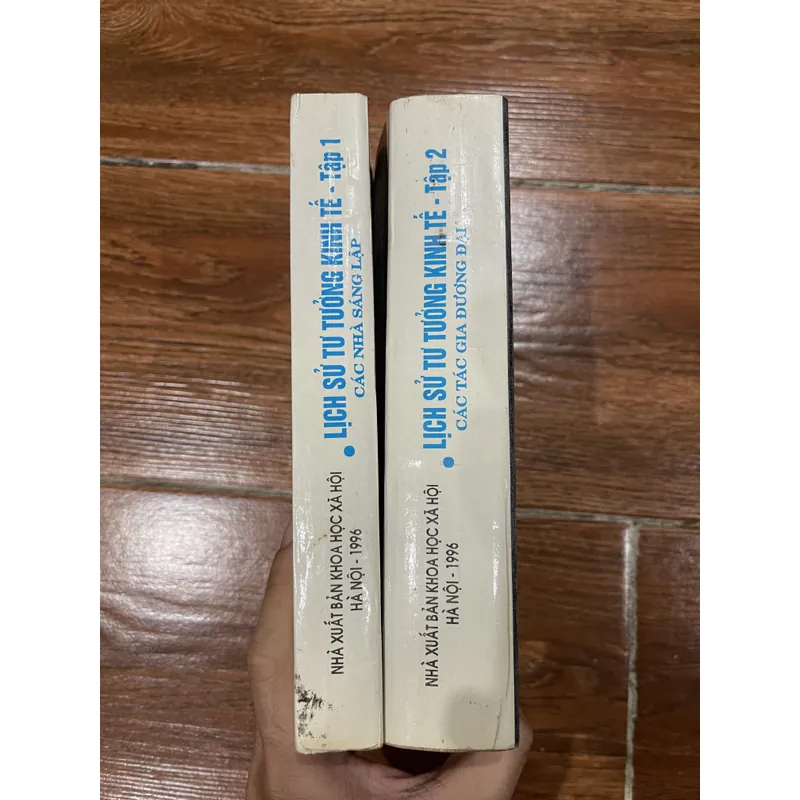 • LỊCH SỬ TƯ TƯỞNG KINH TẾ - Tập 1
CÁC NHÀ SÁNG LẬP
NHÀ XUẤT BẢN KHOA HỌC XÃ HỘI
HÀ NỘI - 1996
• LỊCH SỬ TƯ TƯỞNG KINH TẾ - Tập 2
CÁC TÁC GIA ĐƯƠNG ĐẠI
NHÀ XUẤT BẢN KHOA HỌC XÃ HỘI
HÀ NỘI - 1996